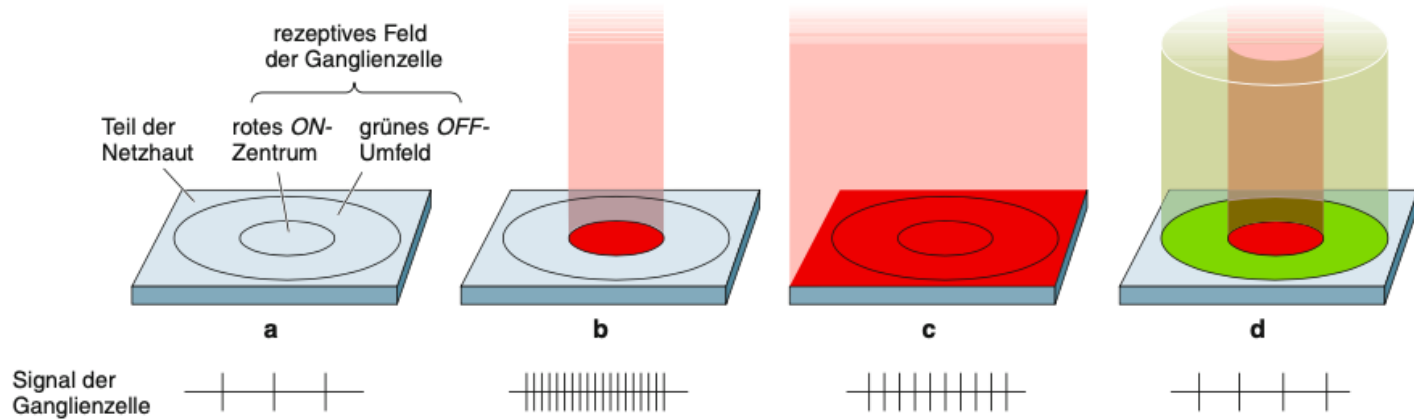 rezeptives Feld
der Ganglienzelle
Teil der
Netzhaut
rotes ON-
Zentrum
grünes OFF-
Umfeld
a
b
c
d
Signal der
Ganglienzelle